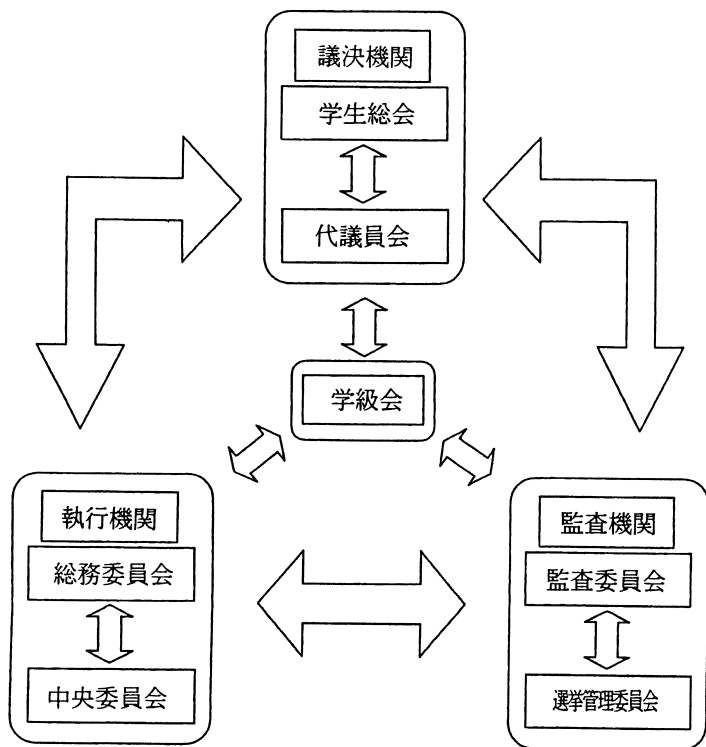 議決機関
学生総会
代議員会
学級会
執行機関
総務委員会
中央委員会
監査機関
監査委員会
選挙管理委員会